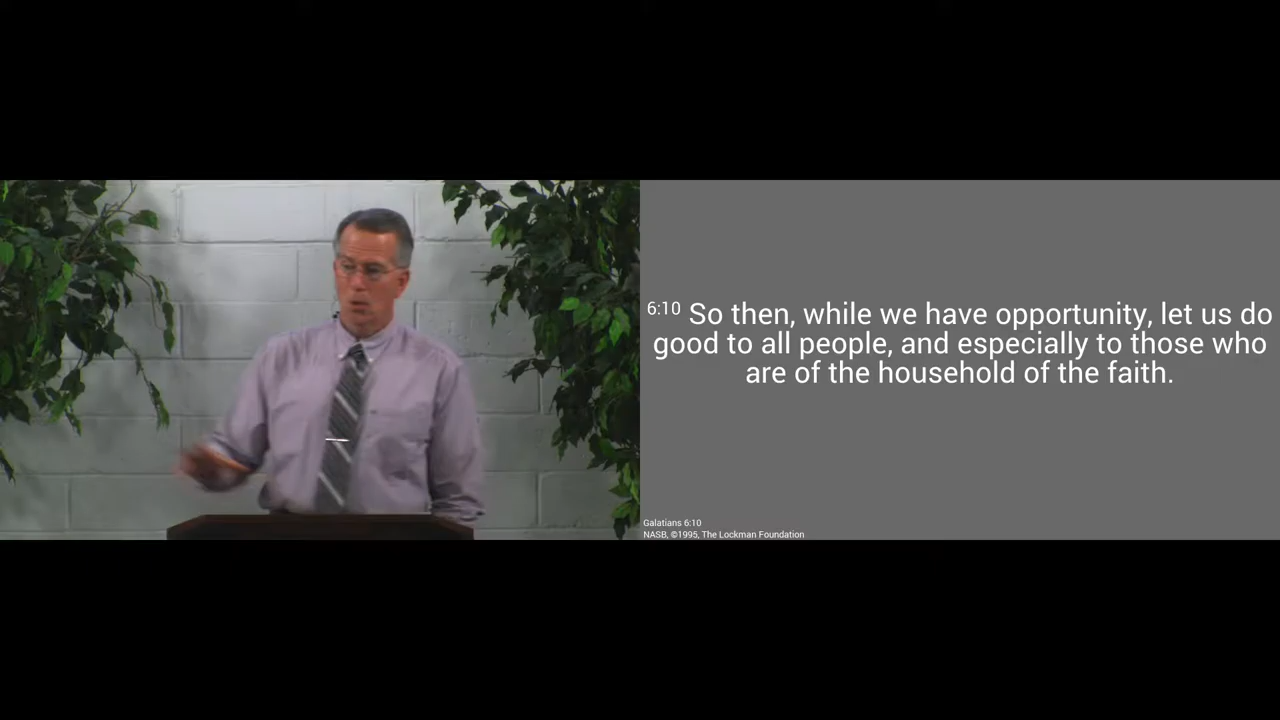 6:10 So then, while we have opportunity, let us do
good to all people, and especially to those who
are of the household of the faith.
Galatians 6:10
NASB, ©1995, The Lockman Foundation